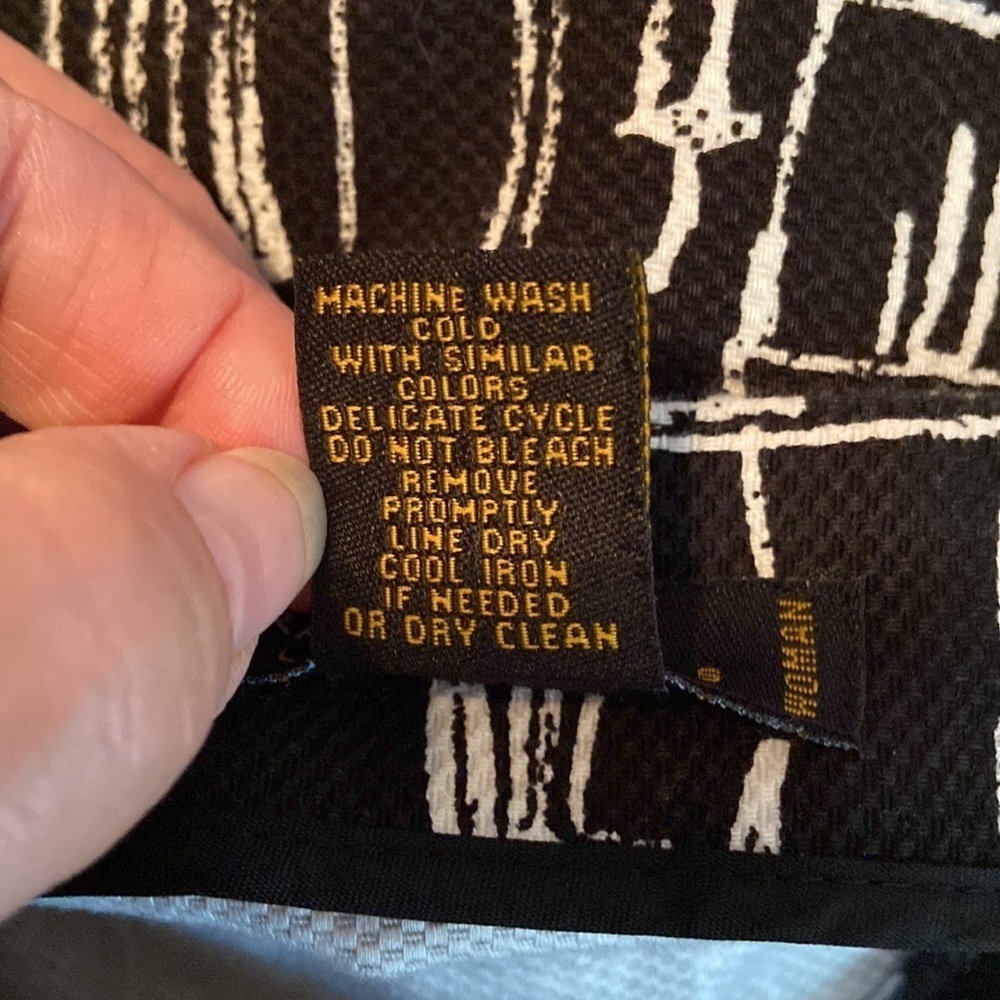 MACHINE WASH
COLD
WITH SIMILAR
COLORS
DELICATE CYCLE
DO NOT BLEACH
REMOVE
PROMPTLY
LINE DRY
COOL IRON
IF NEEDED
OR DRY CLEAN
0
WOMAN